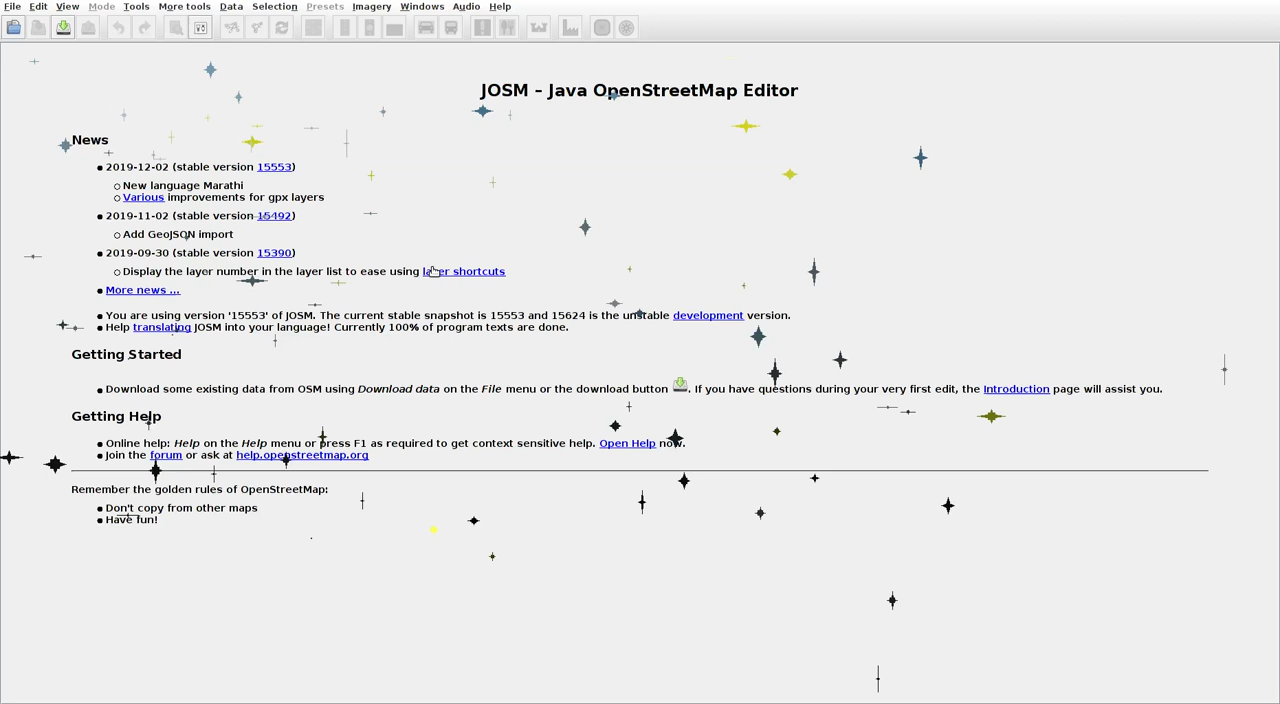 File Edit View Mode Tools More tools Data Selection Presets Imagery Windows Audio Help
JOSM – Java OpenStreetMap Editor
News
2019-12-02 (stable version 15553)
New language Marathi
Various improvements for gpx layers
2019-11-02 (stable version 15492)
Add GeoJSON import
2019-09-30 (stable version 15390)
Display the layer number in the layer list to ease using layer shortcuts
More news ...
You are using version '15553' of JOSM. The current stable snapshot is 15553 and 15624 is the unstable development version.
Help translating JOSM into your language! Currently 100% of program texts are done.
Getting Started
Download some existing data from OSM using Download data on the File menu or the download button . If you have questions during your very first edit, the Introduction page will assist you.
Getting Help
Online help: Help on the Help menu or press F1 as required to get context sensitive help. Open Help now.
Join the forum or ask at help.openstreetmap.org
Remember the golden rules of OpenStreetMap:
Don't copy from other maps
Have fun!